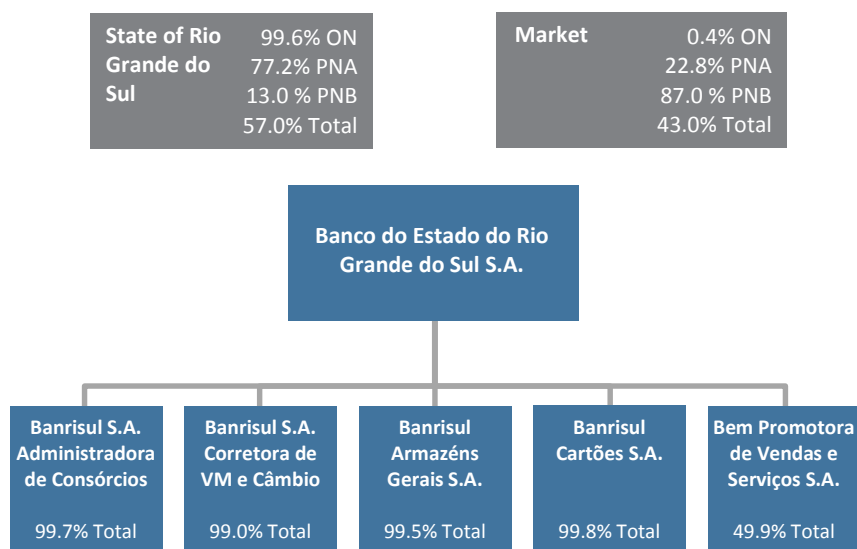 State of Rio Grande do Sul
99.6% ON
77.2% PNA
13.0 % PNB
57.0% Total
Market
0.4% ON
22.8% PNA
87.0 % PNB
43.0% Total
Banco do Estado do Rio
Grande do Sul S.A.
Banrisul S.A.
Administradora
de Consórcios
99.7% Total
Banrisul S.A.
Corretora de
VM e Câmbio
99.0% Total
Banrisul
Armazéns
Gerais S.A.
99.5% Total
Banrisul
Cartões S.A.
99.8% Total
Bem Promotora
de Vendas e
Serviços S.A.
49.9% Total